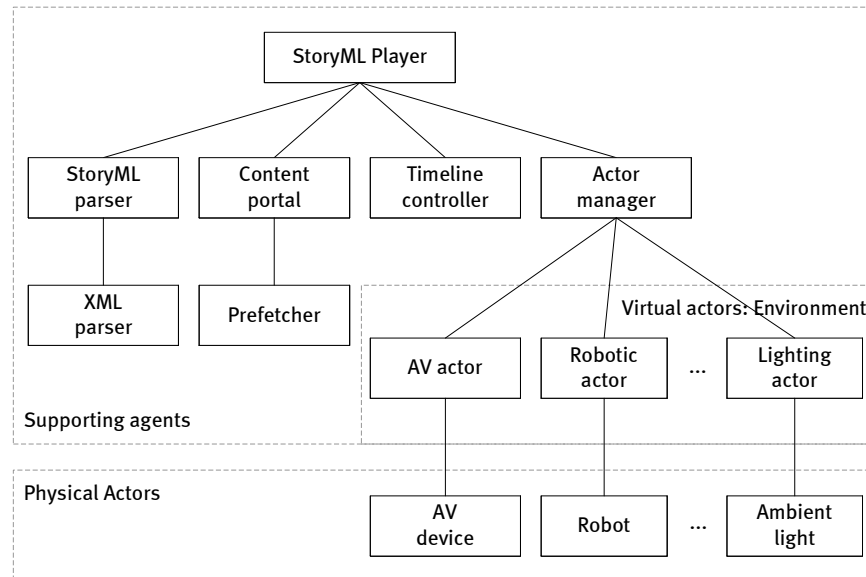 StoryML Player
StoryML
parser
Content
portal
Timeline
controller
Actor
manager
XML
parser
Prefetcher
Virtual actors: Environment
AV actor
Robotic
actor
...
Lighting
actor
Supporting agents
Physical Actors
AV
device
Robot
...
Ambient
light